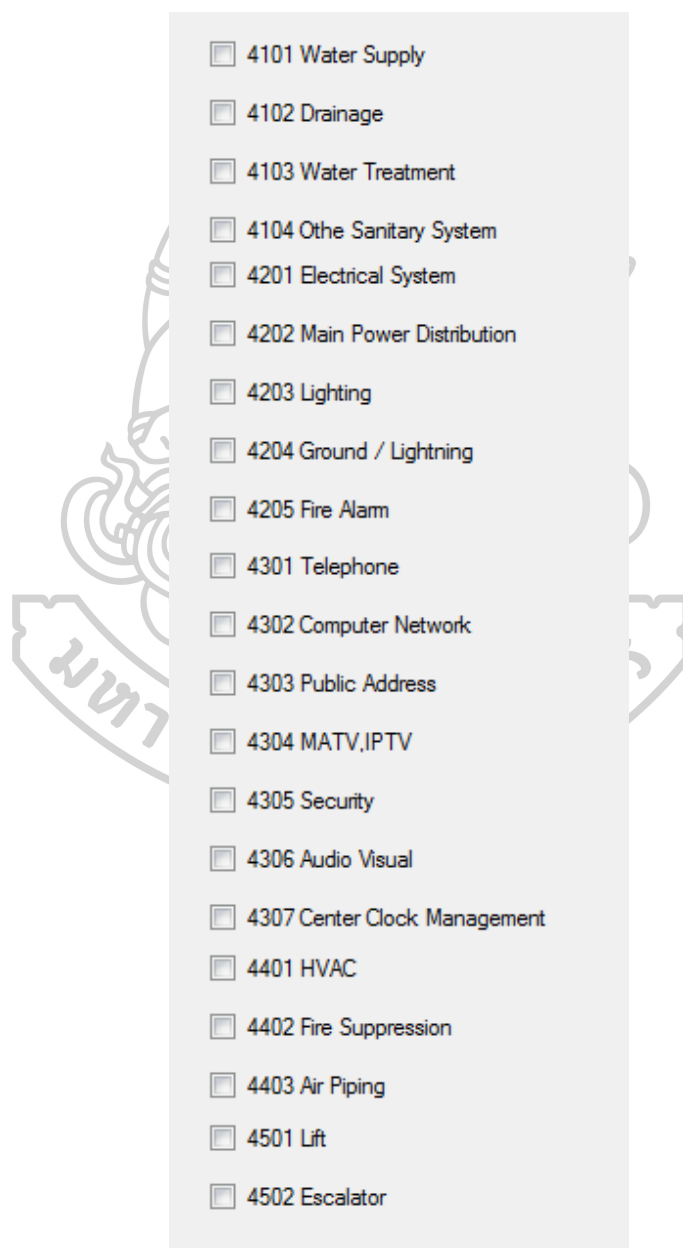 4101 Water Supply
4102 Drainage
4103 Water Treatment
4104 Othe Sanitary System
4201 Electrical System
4202 Main Power Distribution
4203 Lighting
4204 Ground / Lightning
4205 Fire Alarm
4301 Telephone
4302 Computer Network
4303 Public Address
4304 MATV,IPTV
4305 Security
4306 Audio Visual
4307 Center Clock Management
4401 HVAC
4402 Fire Suppression
4403 Air Piping
4501 Lift
4502 Escalator